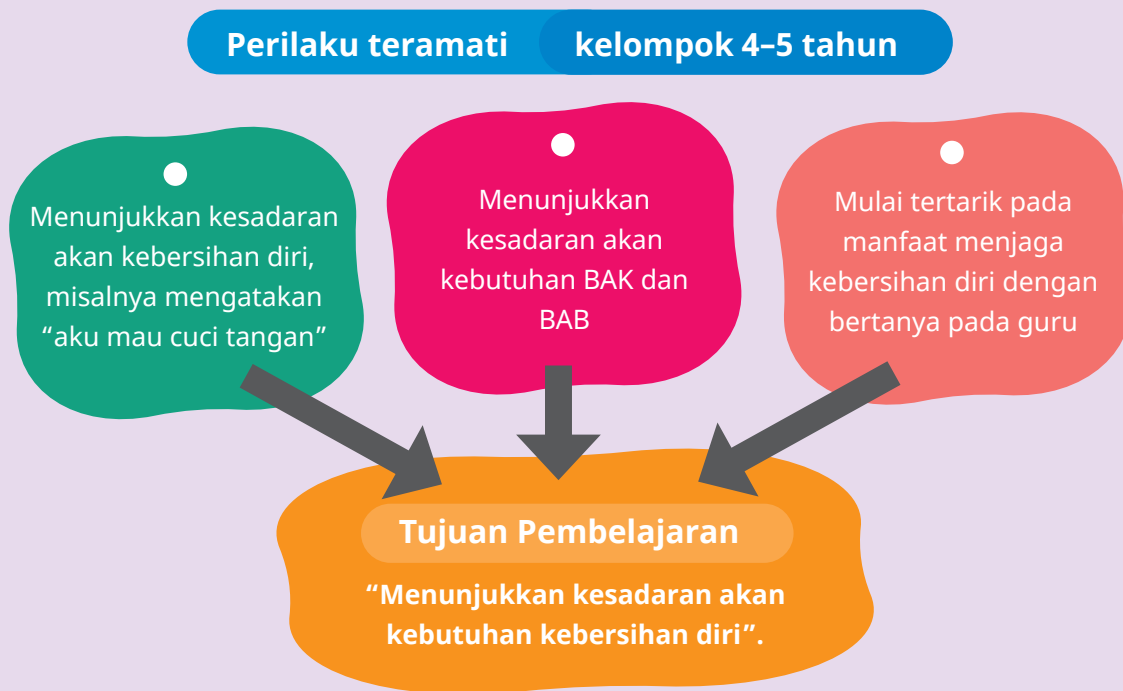 Perilaku teramati kelompok 4–5 tahun
Menunjukkan kesadaran
akan kebersihan diri,
misalnya mengatakan
“aku mau cuci tangan”
Menunjukkan
kesadaran akan
kebutuhan BAK dan
BAB
Mulai tertarik pada
manfaat menjaga
kebersihan diri dengan
bertanya pada guru
Tujuan Pembelajaran
“Menunjukkan kesadaran akan
kebutuhan kebersihan diri”.